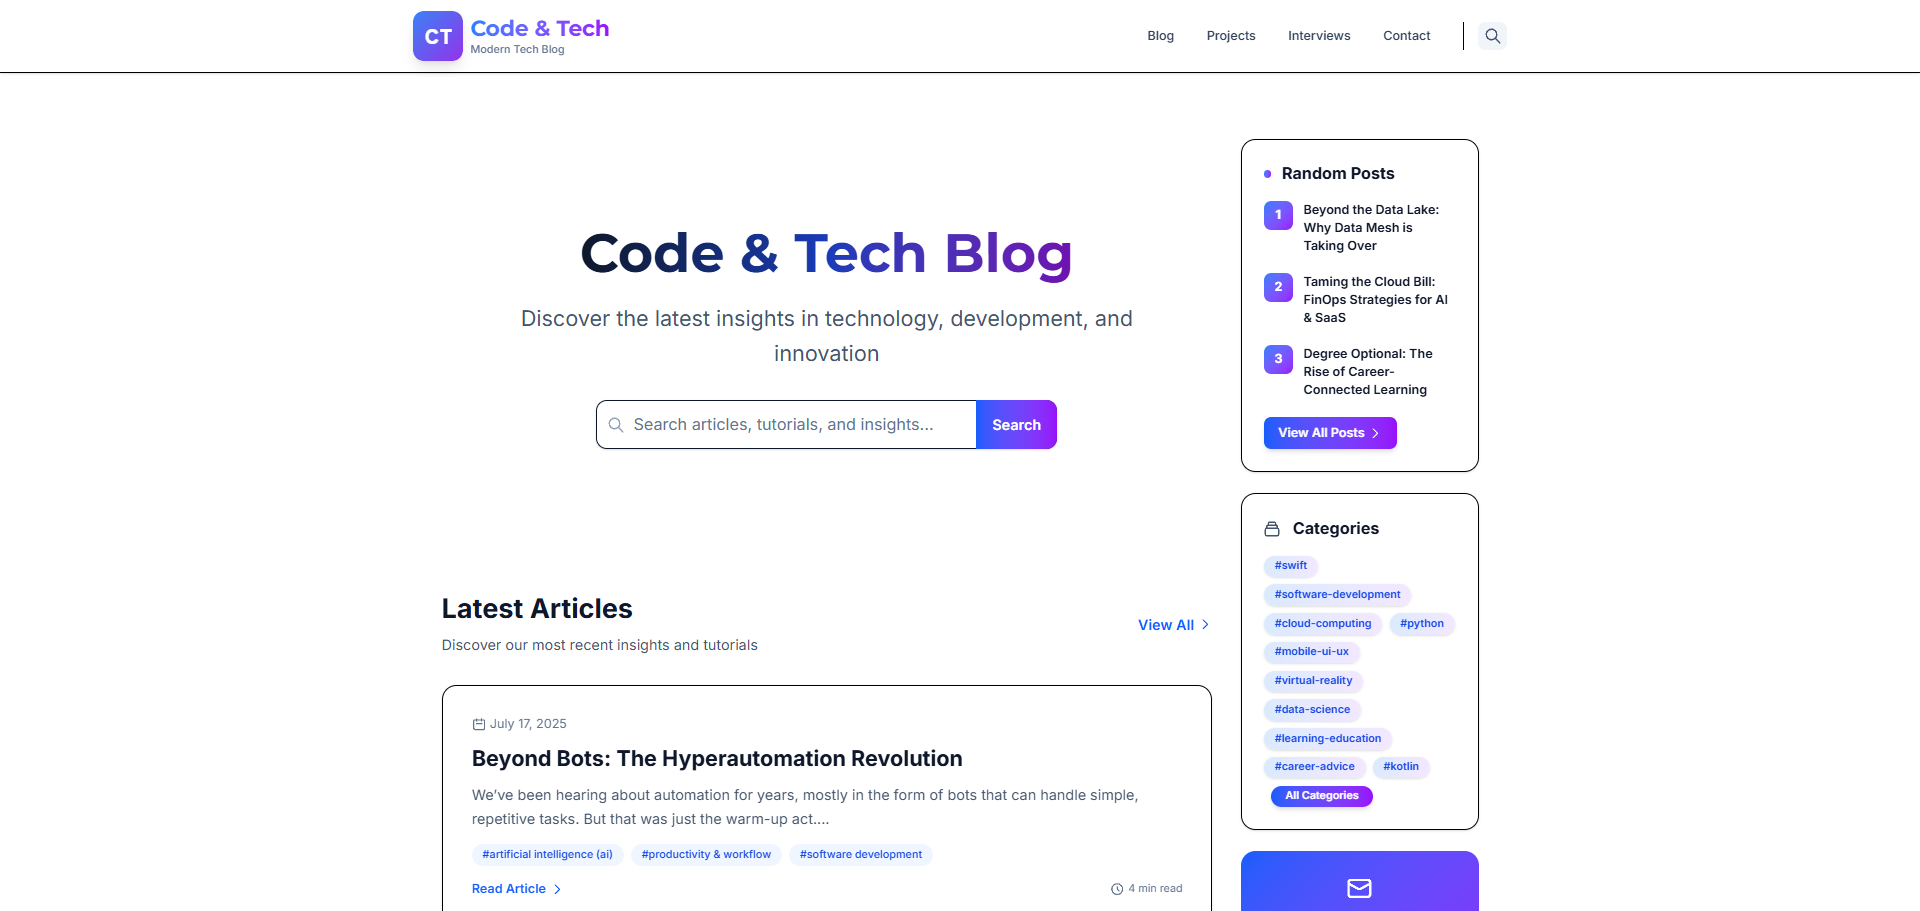 CT
Code & Tech
Modern Tech Blog
Blog
Projects
Interviews
Contact
Code & Tech Blog
Discover the latest insights in technology, development, and
innovation
Search articles, tutorials, and insights...
Search
Latest Articles
Discover our most recent insights and tutorials
View All
July 17, 2025
Beyond Bots: The Hyperautomation Revolution
We’ve been hearing about automation for years, mostly in the form of bots that can handle simple,
repetitive tasks. But that was just the warm-up act....
#artificial intelligence (ai)
#productivity & workflow
#software development
Read Article
4 min read
Random Posts
1
Beyond the Data Lake:
Why Data Mesh is
Taking Over
2
Taming the Cloud Bill:
FinOps Strategies for AI
& SaaS
3
Degree Optional: The
Rise of Career-
Connected Learning
View All Posts
Categories
#swift
#software-development
#cloud-computing
#python
#mobile-ui-ux
#virtual-reality
#data-science
#learning-education
#career-advice
#kotlin
All Categories